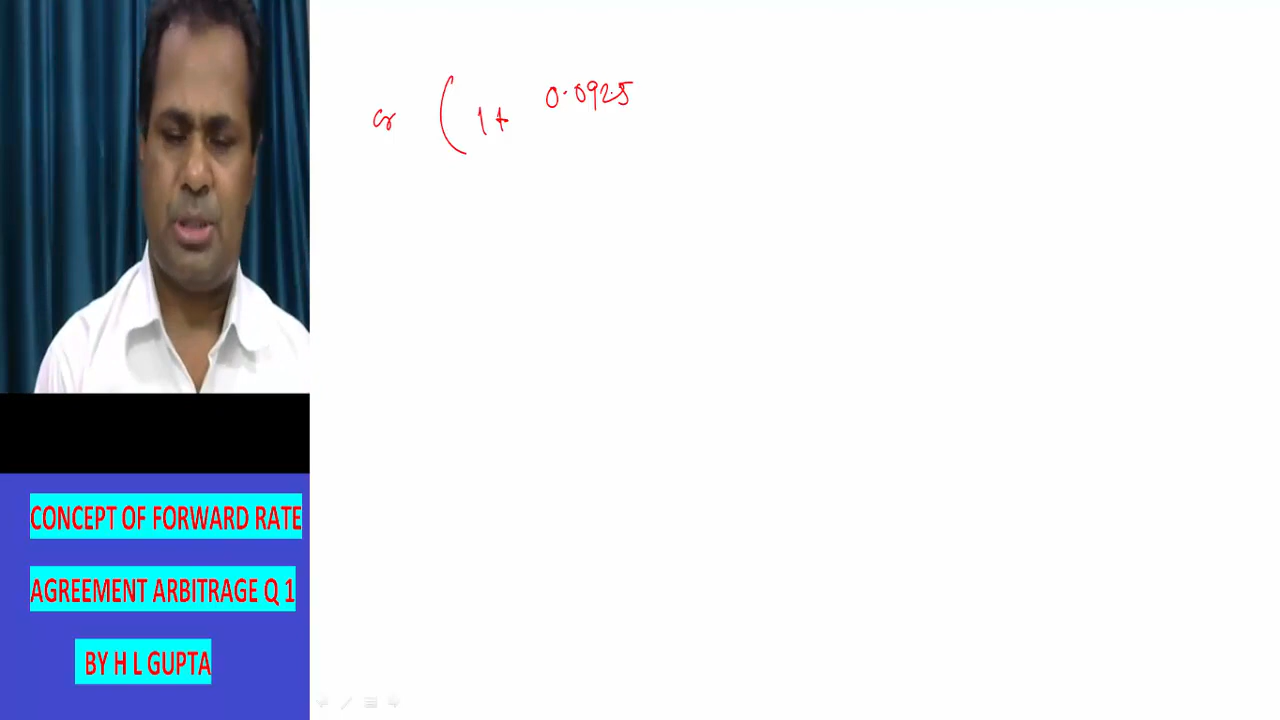 or ( 1+ 0.0925
CONCEPT OF FORWARD RATE
AGREEMENT ARBITRAGE Q 1
BY H L GUPTA